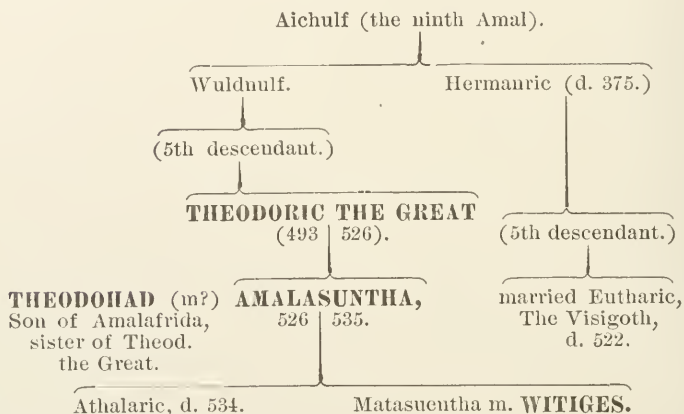 Aichulf (the ninth Amal).
Wuldnulf. Hermanric (d. 375.)
(5th descendant.)
THEODORIC THE GREAT
(493 526). (5th descendant.)
THEODOHAD (m?) AMALASUNTHA, married Eutharic,
Son of Amalafrida, 526 535. The Visigoth,
sister of Theod. d. 522.
the Great.
Athalaric, d. 534. Matasuentha m. WITIGES.